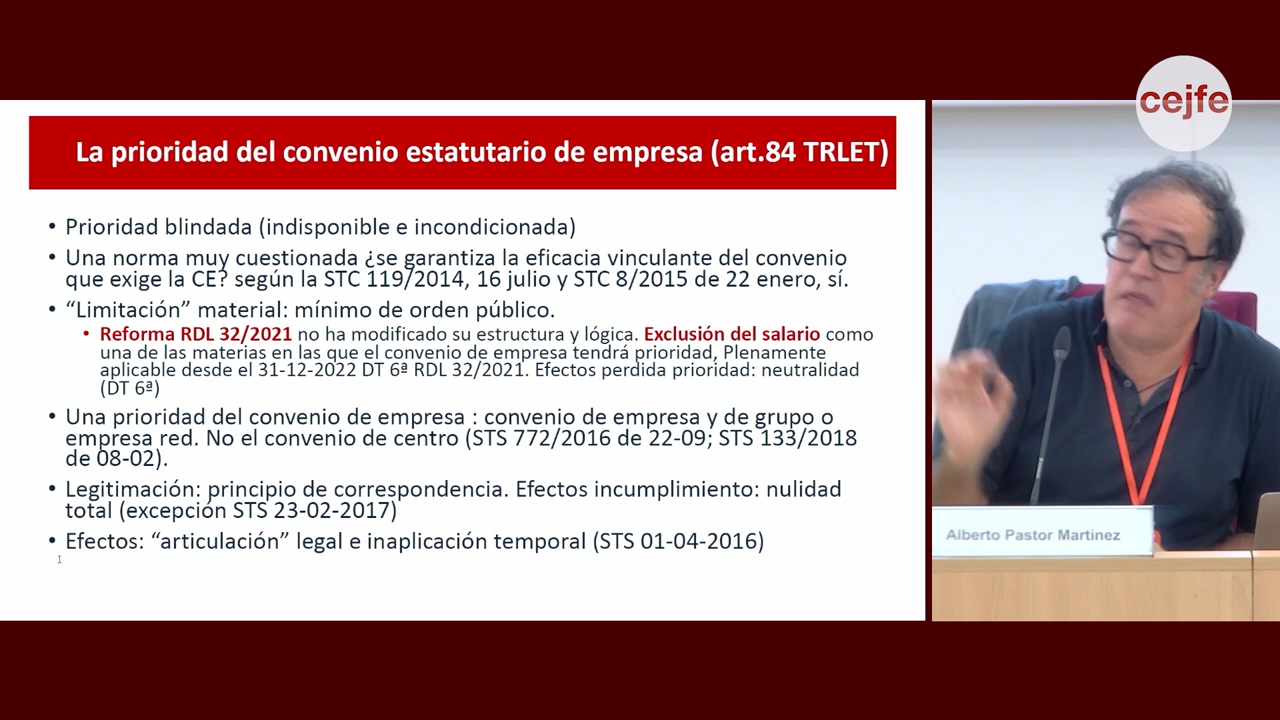 cejfe
La prioridad del convenio estatutario de empresa (art.84 TRLET)
• Prioridad blindada (indisponible e incondicionada)
• Una norma muy cuestionada ¿se garantiza la eficacia vinculante del convenio
que exige la CE? según la STC 119/2014, 16 julio y STC 8/2015 de 22 enero, sí.
• “Limitación” material: mínimo de orden público.
• Reforma RDL 32/2021 no ha modificado su estructura y lógica. Exclusión del salario como
una de las materias en las que el convenio de empresa tendrá prioridad, Plenamente
aplicable desde el 31-12-2022 DT 6ª RDL 32/2021. Efectos perdida prioridad: neutralidad
(DT 6ª)
• Una prioridad del convenio de empresa : convenio de empresa y de grupo o
empresa red. No el convenio de centro (STS 772/2016 de 22-09; STS 133/2018
de 08-02).
• Legitimación: principio de correspondencia. Efectos incumplimiento: nulidad
total (excepción STS 23-02-2017)
• Efectos: “articulación” legal e inaplicación temporal (STS 01-04-2016)
Alberto Pastor Martínez